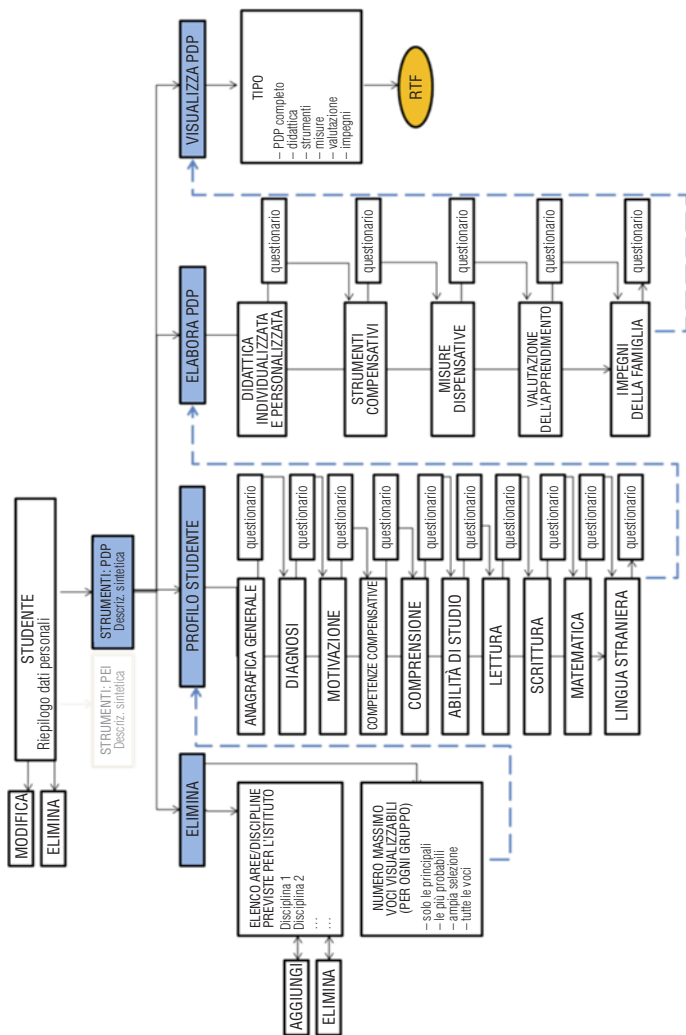 STUDENTE
Riepilogo dati personali
MODIFICA
ELIMINA
STRUMENTI: PEI
Descriz. sintetica
STRUMENTI: PDP
Descriz. sintetica
ELIMINA
PROFILO STUDENTE
ELABORA PDP
VISUALIZZA PDP
ELENCO AREE/DISCIPLINE
PREVISTE PER L'ISTITUTO
Disciplina 1
Disciplina 2
...
...
AGGIUNGI
ELIMINA
NUMERO MASSIMO
VOCI VISUALIZZABILI
(PER OGNI GRUPPO)
– solo le principali
– le più probabili
– ampia selezione
– tutte le voci
ANAGRAFICA GENERALE
questionario
DIAGNOSI
questionario
MOTIVAZIONE
questionario
COMPETENZE COMPENSATIVE
questionario
COMPRENSIONE
questionario
ABILITÀ DI STUDIO
questionario
LETTURA
questionario
SCRITTURA
questionario
MATEMATICA
questionario
LINGUA STRANIERA
questionario
DIDATTICA
INDIVIDUALIZZATA
E PERSONALIZZATA
questionario
STRUMENTI
COMPENSATIVI
questionario
MISURE
DISPENSATIVE
questionario
VALUTAZIONE
DELL'APPRENDIMENTO
questionario
IMPEGNI
DELLA FAMIGLIA
questionario
TIPO
– PDP completo
– didattica
– strumenti
– misure
– valutazione
– impegni
RTF